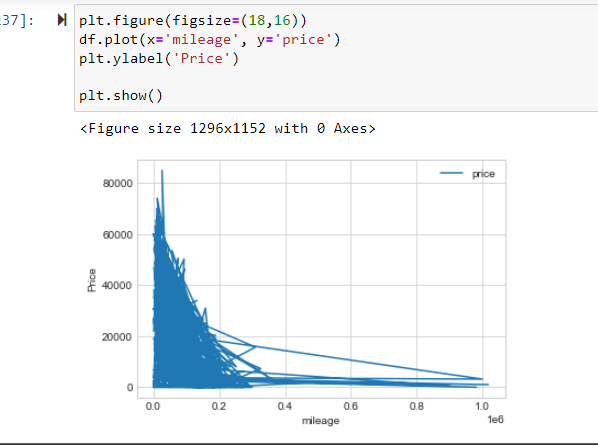 37]:
plt.figure(figsize=(18,16))
df.plot(x='mileage', y='price')
plt.ylabel('Price')
plt.show()
<Figure size 1296x1152 with 0 Axes>
price
80000
60000
40000
20000
0
Price
0.0 0.2 0.4 0.6 0.8 1.0
1e6
mileage